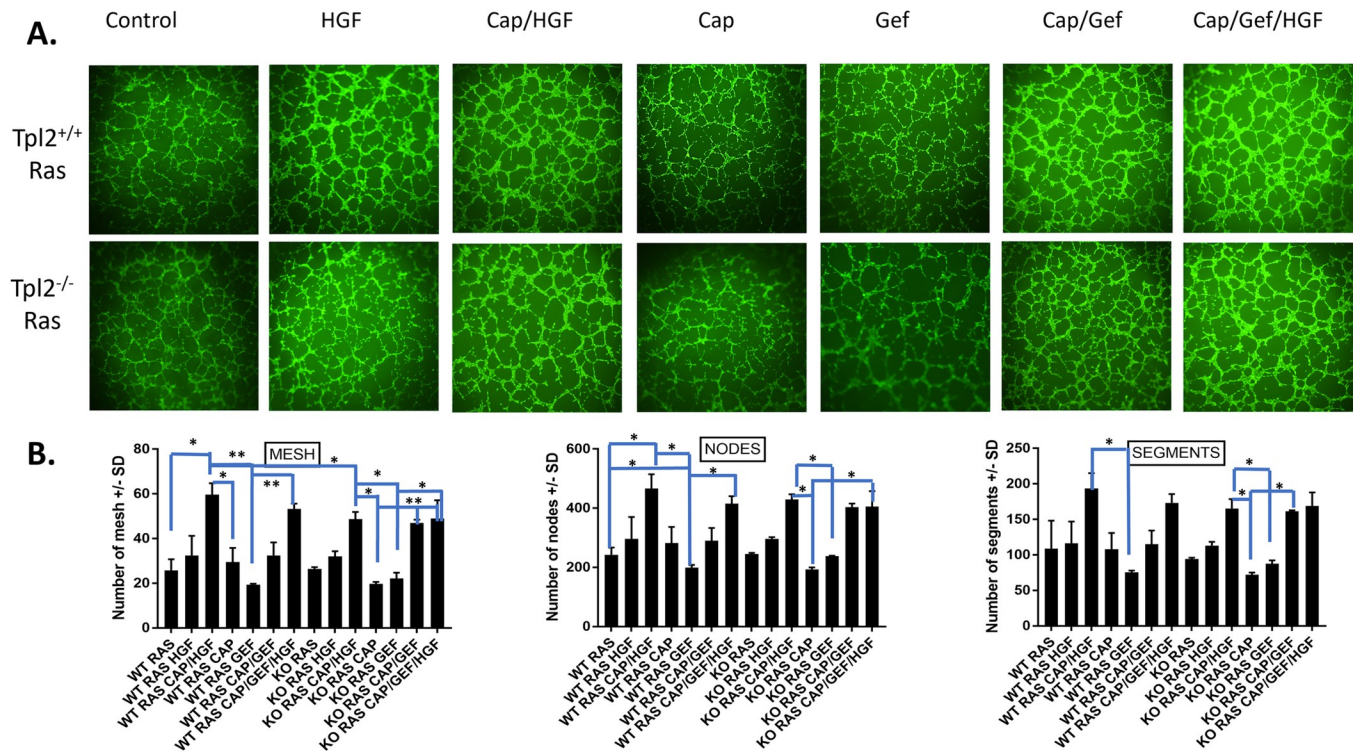 A.
Control HGF Cap/HGF Cap Gef Cap/Gef Cap/Gef/HGF
Tpl2+/+
Ras
Tpl2-/-
Ras
B.
MESH
Number of mesh +/- SD
80
60
40
20
0
* ** * ** * * * ** *
WT RAS
WT RAS HGF
WT RAS CAP/HGF
WT RAS CAP
WT RAS GEF
WT RAS CAP/GEF
WT RAS CAP/GEF/HGF
KO RAS
KO RAS HGF
KO RAS CAP/HGF
KO RAS CAP
KO RAS GEF
KO RAS CAP/GEF
KO RAS CAP/GEF/HGF
NODES
Number of nodes +/- SD
600
400
200
0
* * * * * * *
WT RAS
WT RAS HGF
WT RAS CAP/HGF
WT RAS CAP
WT RAS GEF
WT RAS CAP/GEF
WT RAS CAP/GEF/HGF
KO RAS
KO RAS HGF
KO RAS CAP/HGF
KO RAS CAP
KO RAS GEF
KO RAS CAP/GEF
KO RAS CAP/GEF/HGF
SEGMENTS
Number of segments +/- SD
250
200
150
100
50
0
* * * *
WT RAS
WT RAS HGF
WT RAS CAP/HGF
WT RAS CAP
WT RAS GEF
WT RAS CAP/GEF
WT RAS CAP/GEF/HGF
KO RAS
KO RAS HGF
KO RAS CAP/HGF
KO RAS CAP
KO RAS GEF
KO RAS CAP/GEF
KO RAS CAP/GEF/HGF